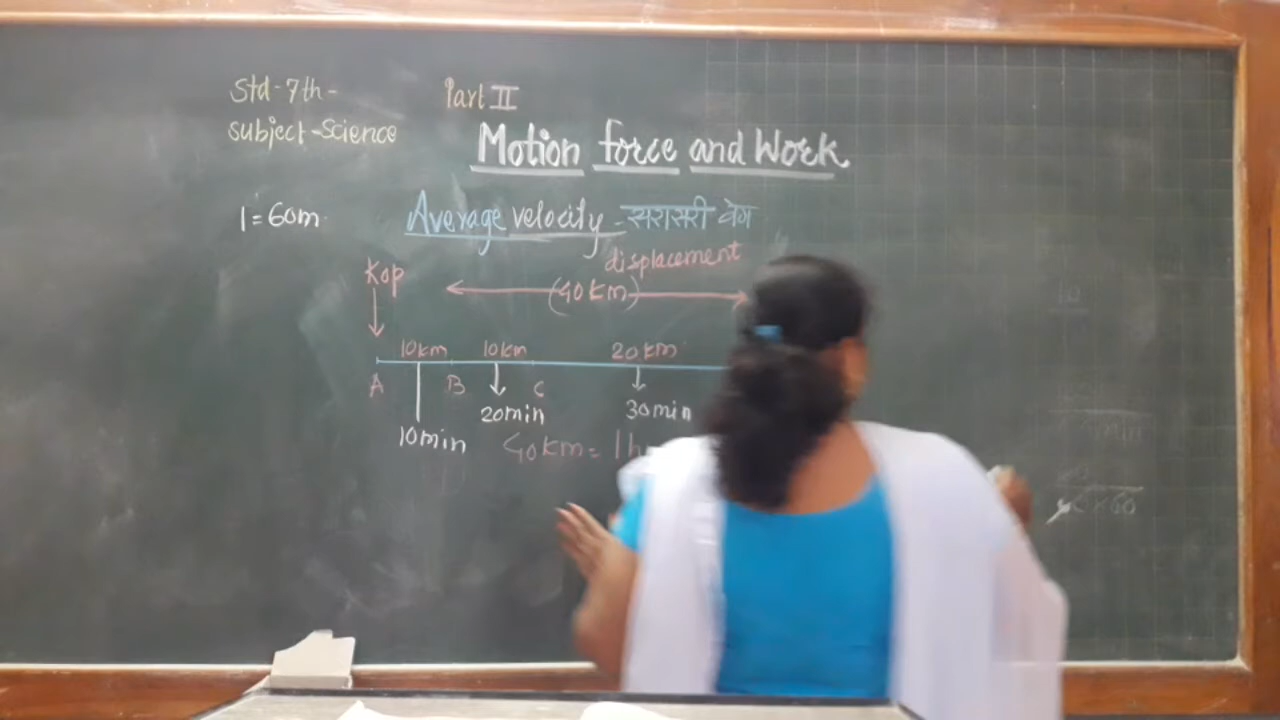 Std-7th-
subject-Science
Part II
Motion force and Work
1=60m.
Average velocity - सरासरी वेग
displacement
Kop
(40 km)
10km 10km 20km
A B C
20min 30min
10min
40km= 1h